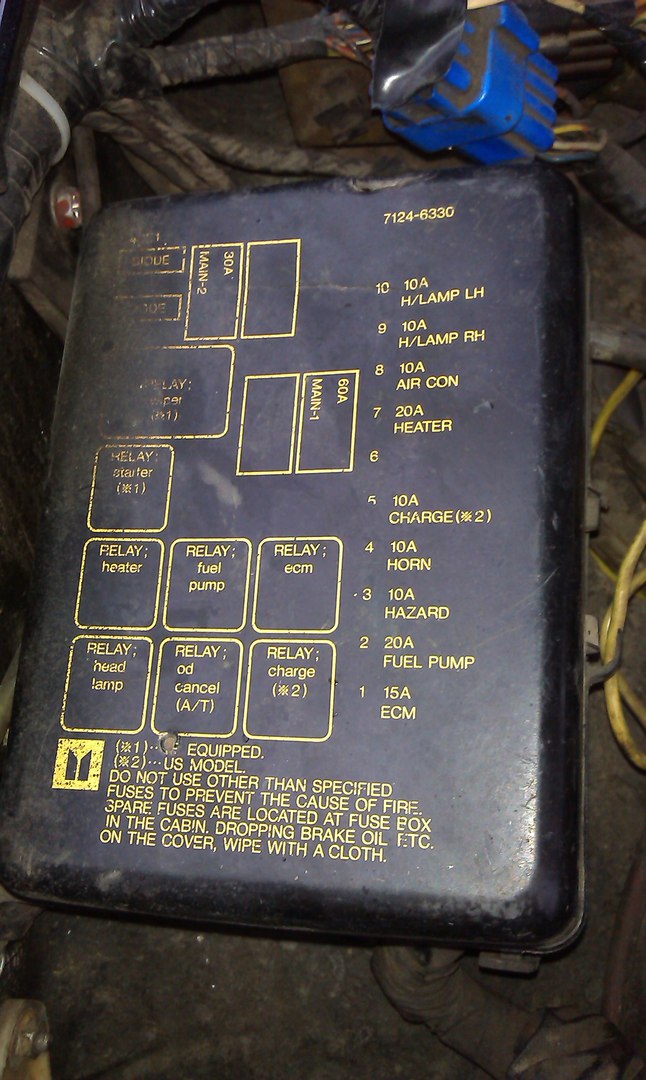 7124-6330
DIODE
MAIN-2
30A
10 10A
H/LAMP LH
9 10A
H/LAMP RH
8 10A
AIR CON
MAIN-1
60A
7 20A
HEATER
6
RELAY;
starter
(※1)
5 10A
CHARGE(※2)
RELAY;
heater
RELAY;
fuel
pump
RELAY;
ecm
4 10A
HORN
3 10A
HAZARD
RELAY;
head
lamp
RELAY;
od
cancel
(A/T)
RELAY;
charge
(※2)
2 20A
FUEL PUMP
1 15A
ECM
(※1)… EQUIPPED.
(※2)…US MODEL.
DO NOT USE OTHER THAN SPECIFIED
FUSES TO PREVENT THE CAUSE OF FIRE.
SPARE FUSES ARE LOCATED AT FUSE BOX
IN THE CABIN. DROPPING BRAKE OIL ETC.
ON THE COVER, WIPE WITH A CLOTH.